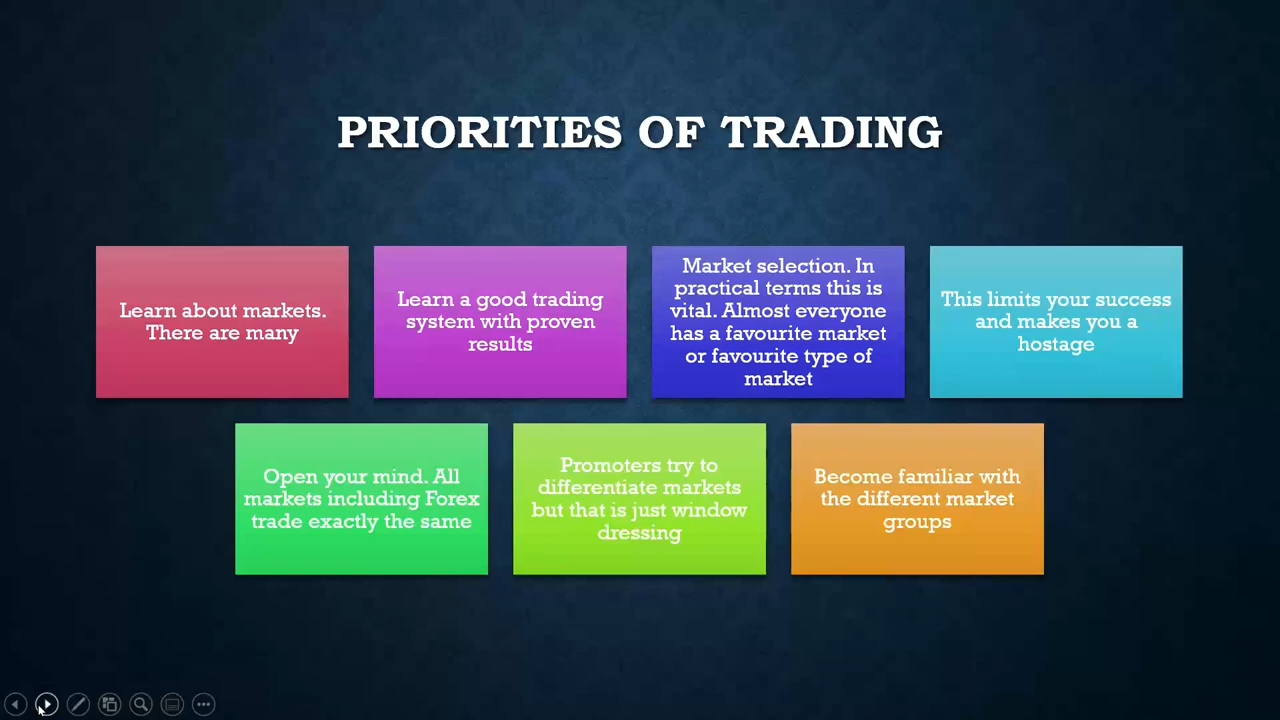 PRIORITIES OF TRADING
Learn about markets.
There are many
Learn a good trading
system with proven
results
Market selection. In
practical terms this is
vital. Almost everyone
has a favourite market
or favourite type of
market
This limits your success
and makes you a
hostage
Open your mind. All
markets including Forex
trade exactly the same
Promoters try to
differentiate markets
but that is just window
dressing
Become familiar with
the different market
groups